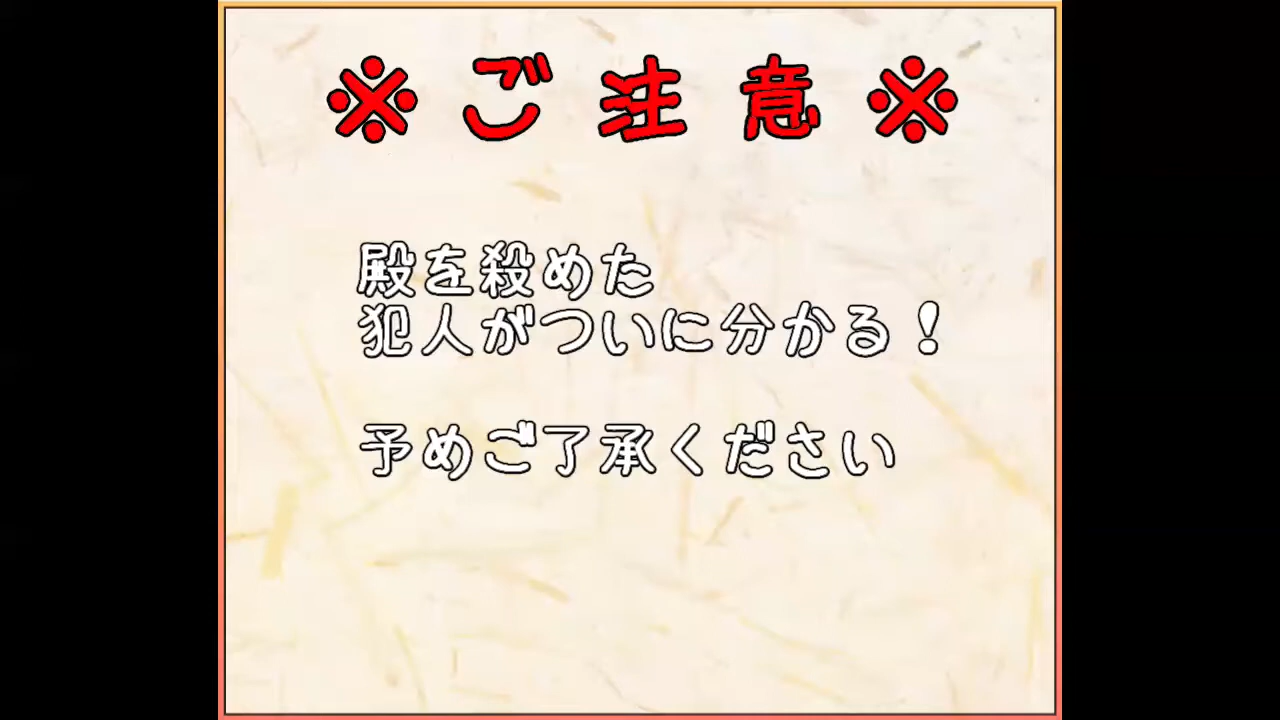 ※ご注意※
殿を殺めた
犯人がついに分かる！
予めご了承ください